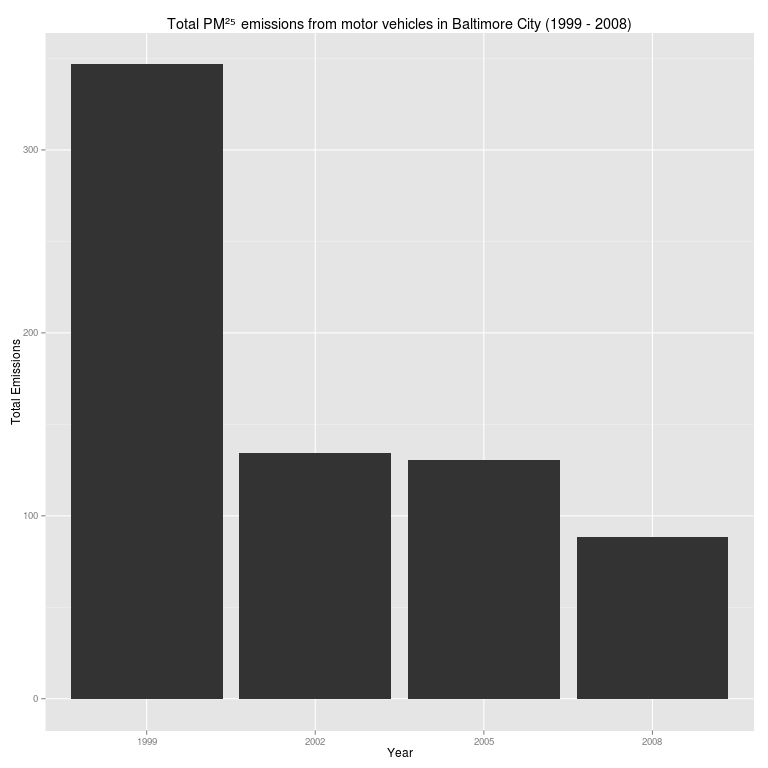 Total PM²⁵ emissions from motor vehicles in Baltimore City (1999 - 2008)
300
200
100
0
Total Emissions
1999
2002
2005
2008
Year